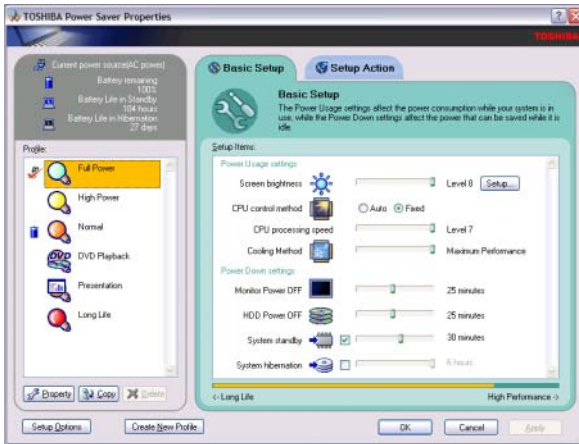 TOSHIBA Power Saver Properties
TOSHIBA
Current power source(AC power)
Battery remaining
100%
Battery Life in Standby
104 hours
Battery Life in Hibernation
27 days
Profile:
Full Power
High Power
Normal
DVD Playback
Presentation
Long Life
Property
Copy
Delete
Setup Options
Create New Profile
Basic Setup
Setup Action
Basic Setup
The Power Usage settings affect the power consumption while your system is in
use, while the Power Down settings affect the power that can be saved while it is
idle.
Setup Items:
Power Usage settings
Screen brightness
Level 8
Setup...
CPU control method
Auto
Fixed
CPU processing speed
Level 7
Cooling Method
Maximum Performance
Power Down settings
Monitor Power OFF
25 minutes
HDD Power OFF
25 minutes
System standby
30 minutes
System hibernation
6 hours
<-Long Life
High Performance->
OK
Cancel
Apply